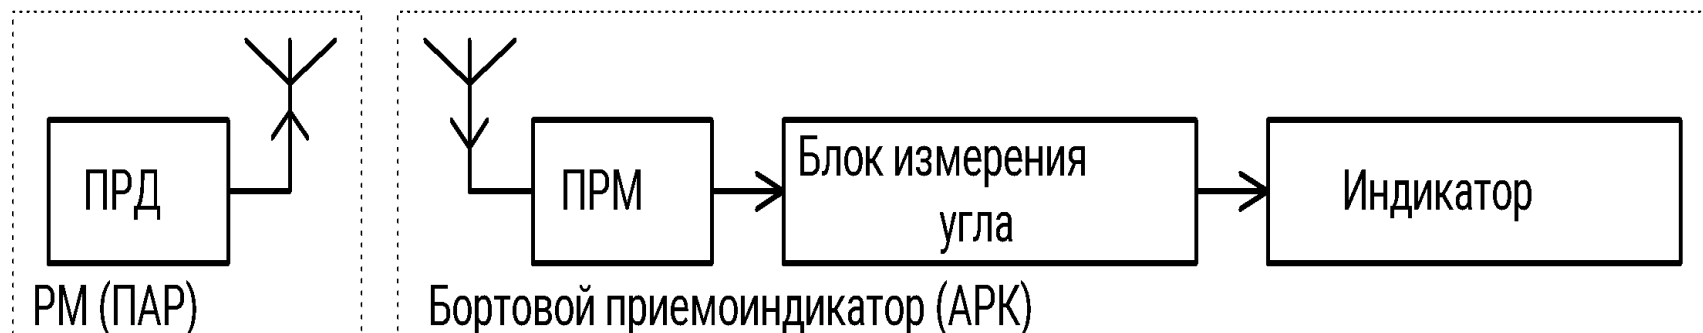 ПРД
РМ (ПАР)
ПРМ
Блок измерения
угла
Индикатор
Бортовой приемоиндикатор (АРК)